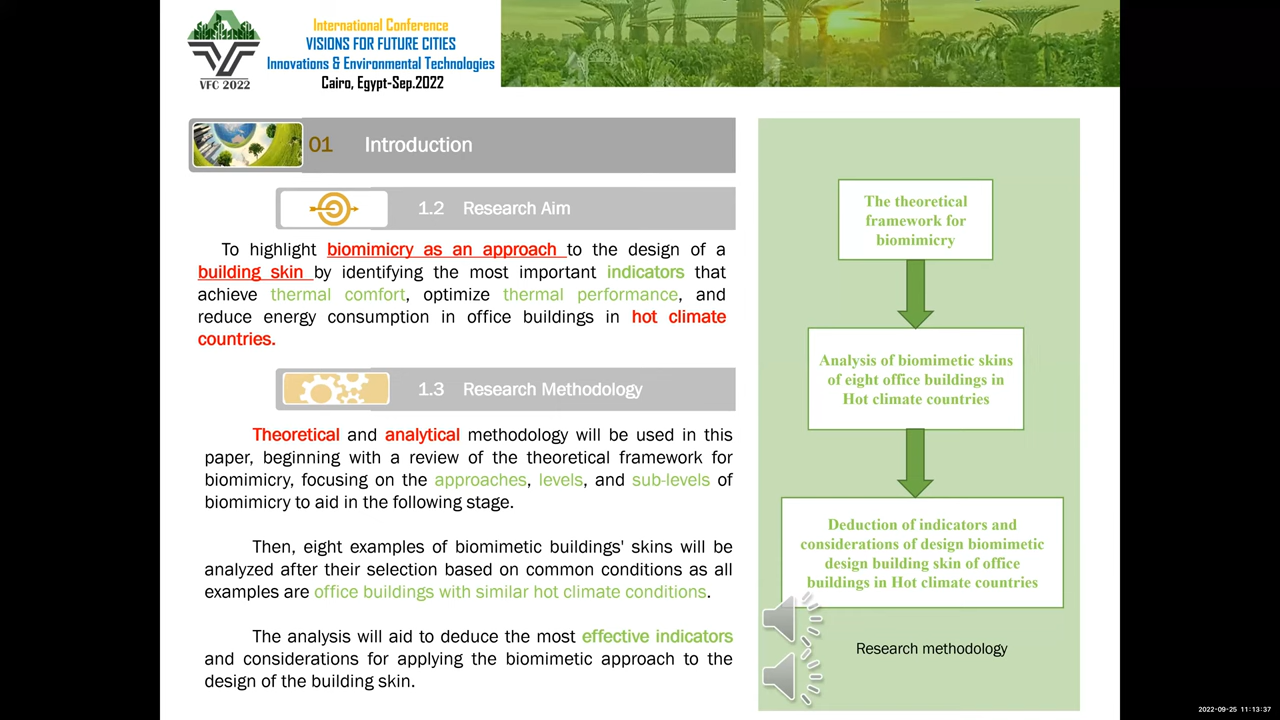 VFC 2022
International Conference
VISIONS FOR FUTURE CITIES
Innovations & Environmental Technologies
Cairo, Egypt-Sep.2022
01 Introduction
1.2 Research Aim
To highlight biomimicry as an approach to the design of a
building skin by identifying the most important indicators that
achieve thermal comfort, optimize thermal performance, and
reduce energy consumption in office buildings in hot climate
countries.
1.3 Research Methodology
Theoretical and analytical methodology will be used in this
paper, beginning with a review of the theoretical framework for
biomimicry, focusing on the approaches, levels, and sub-levels of
biomimicry to aid in the following stage.
Then, eight examples of biomimetic buildings' skins will be
analyzed after their selection based on common conditions as all
examples are office buildings with similar hot climate conditions.
The analysis will aid to deduce the most effective indicators
and considerations for applying the biomimetic approach to the
design of the building skin.
The theoretical
framework for
biomimicry
Analysis of biomimetic skins
of eight office buildings in
Hot climate countries
Deduction of indicators and
considerations of design biomimetic
design building skin of office
buildings in Hot climate countries
Research methodology
2022-09-25 11:13:37